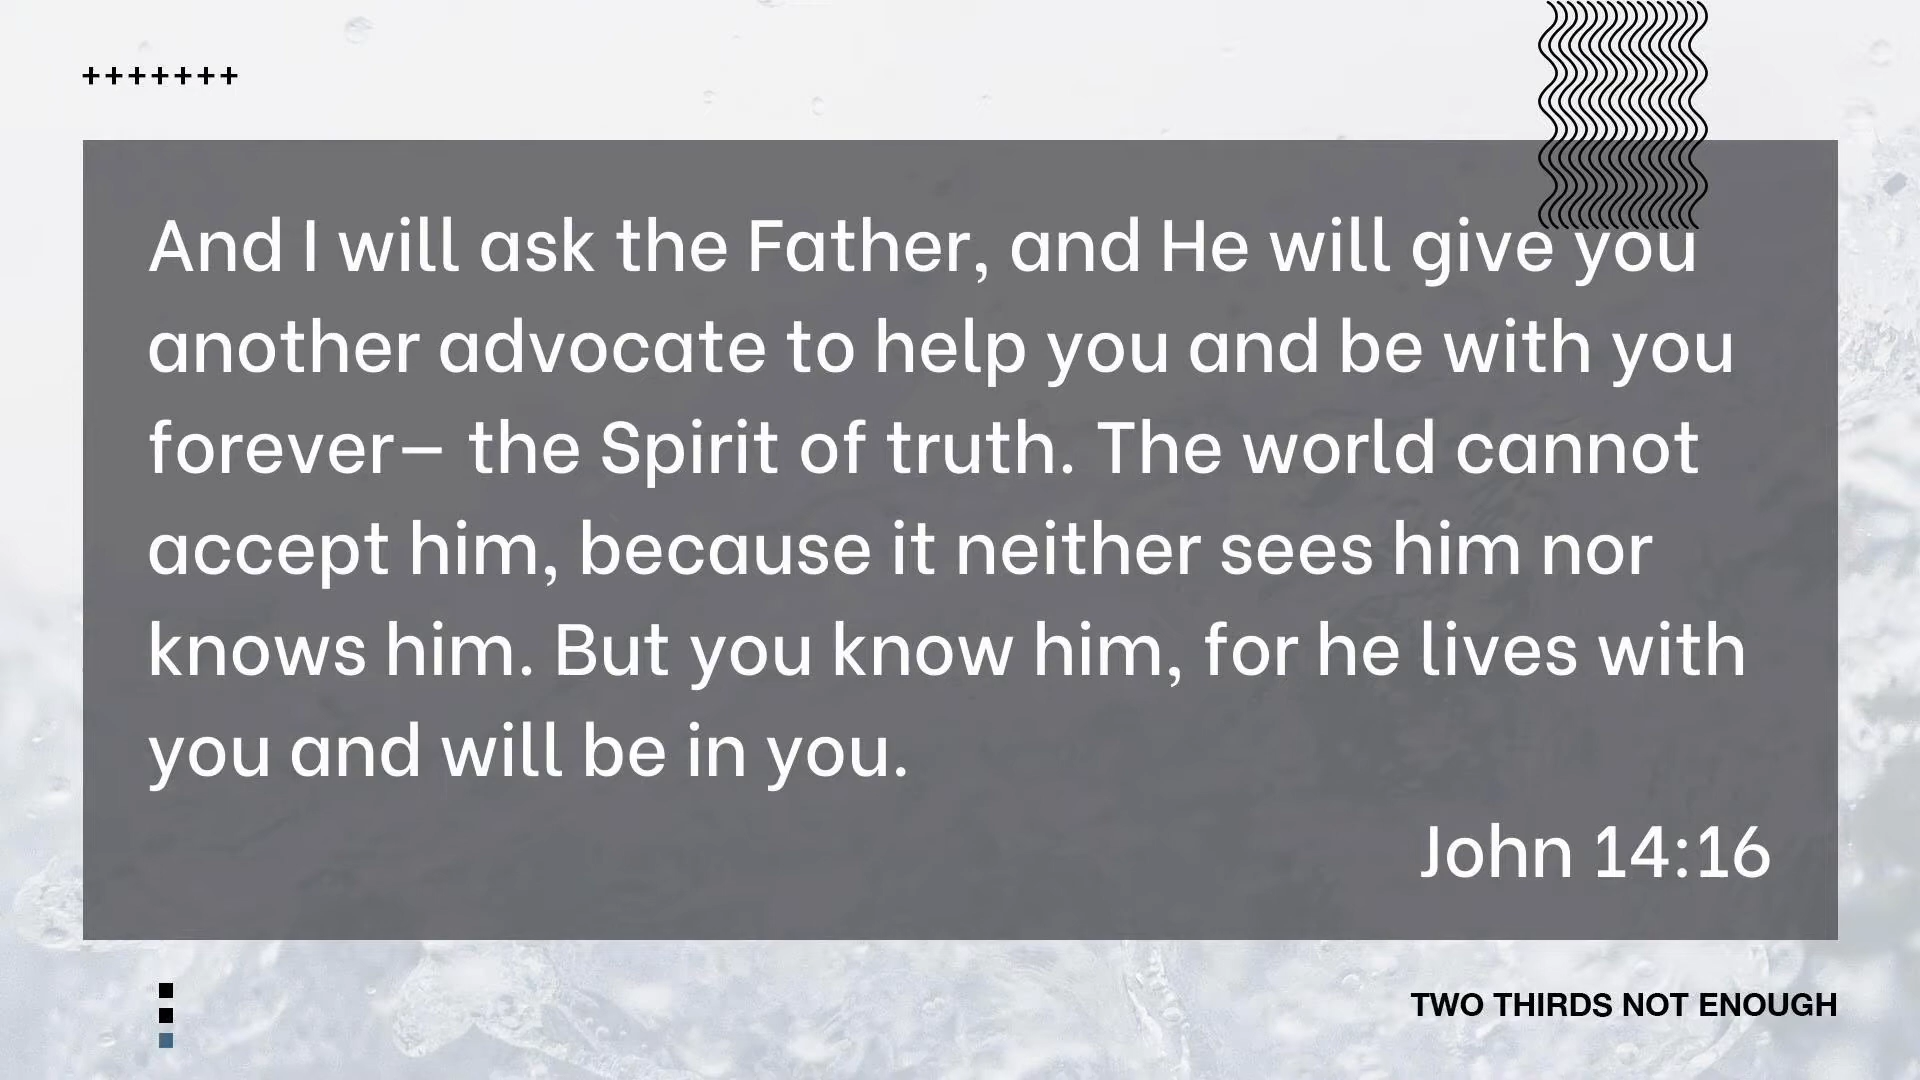 +++++++
And I will ask the Father, and He will give you
another advocate to help you and be with you
forever— the Spirit of truth. The world cannot
accept him, because it neither sees him nor
knows him. But you know him, for he lives with
you and will be in you.
John 14:16
TWO THIRDS NOT ENOUGH